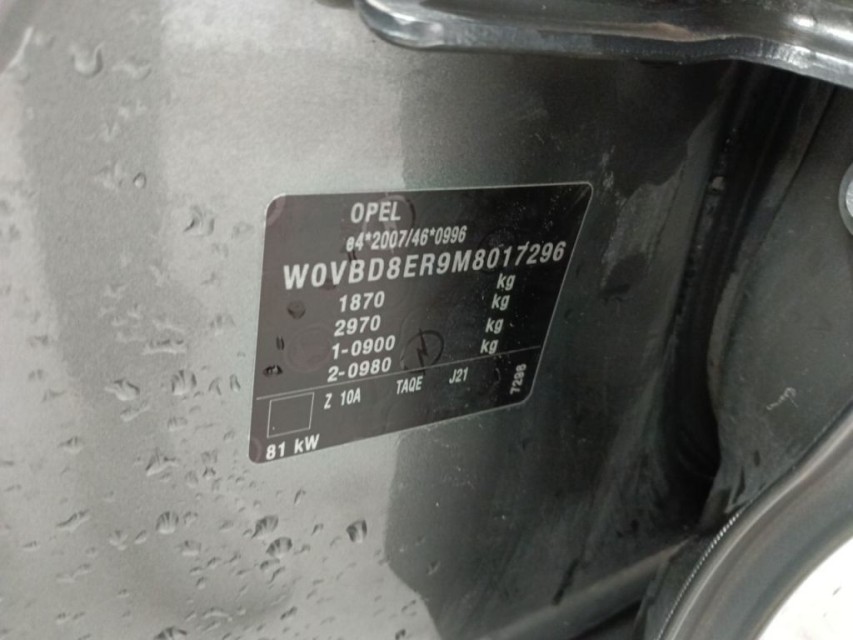 OPEL
e4*2007/46*0996
W0VBD8ER9M8017296
1870 kg
2970 kg
1-0900 kg
2-0980 kg
Z 10A TAQE J21 7286
81 kW